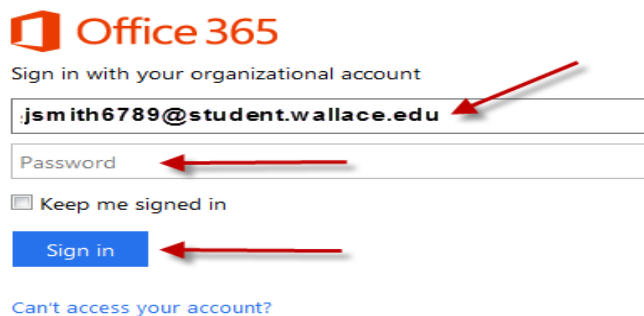 Office 365
Sign in with your organizational account
jsmith6789@student.wallace.edu
Password
Keep me signed in
Sign in
Can't access your account?